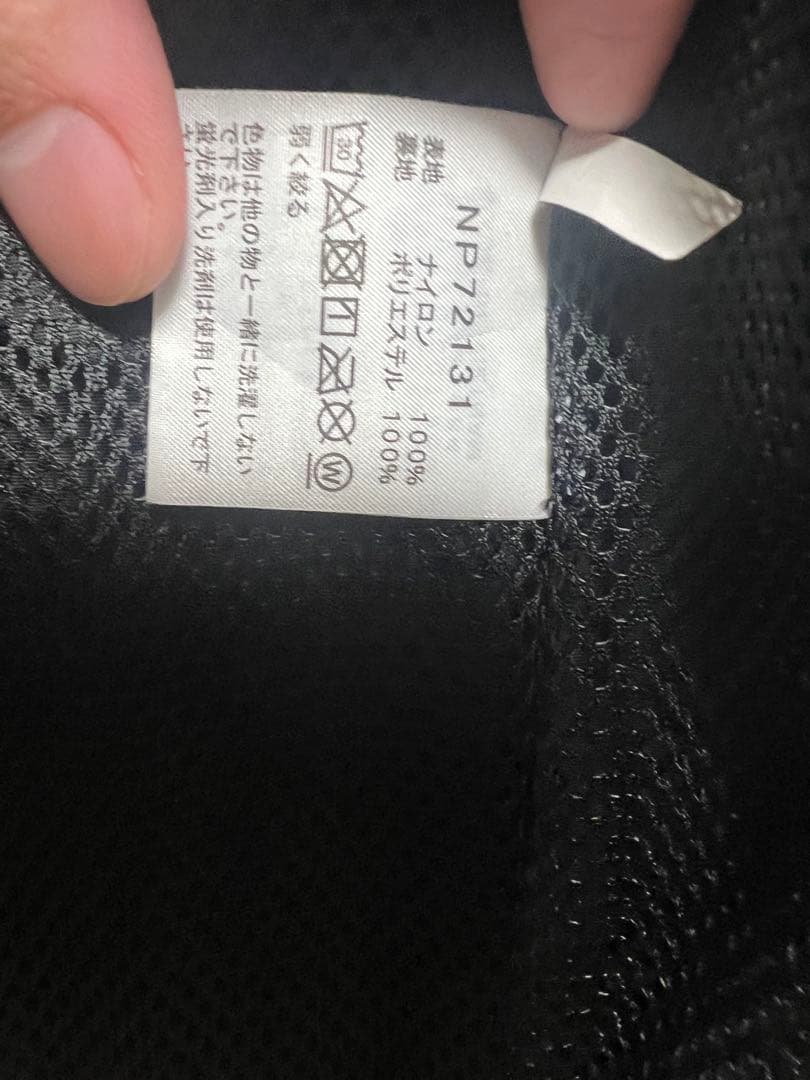 NP72131
表地 ナイロン 100%
裏地 ポリエステル 100%
30
W
弱く絞る
色物は他の物と一緒に洗濯しない
で下さい。
蛍光剤入り洗剤は使用しないで下